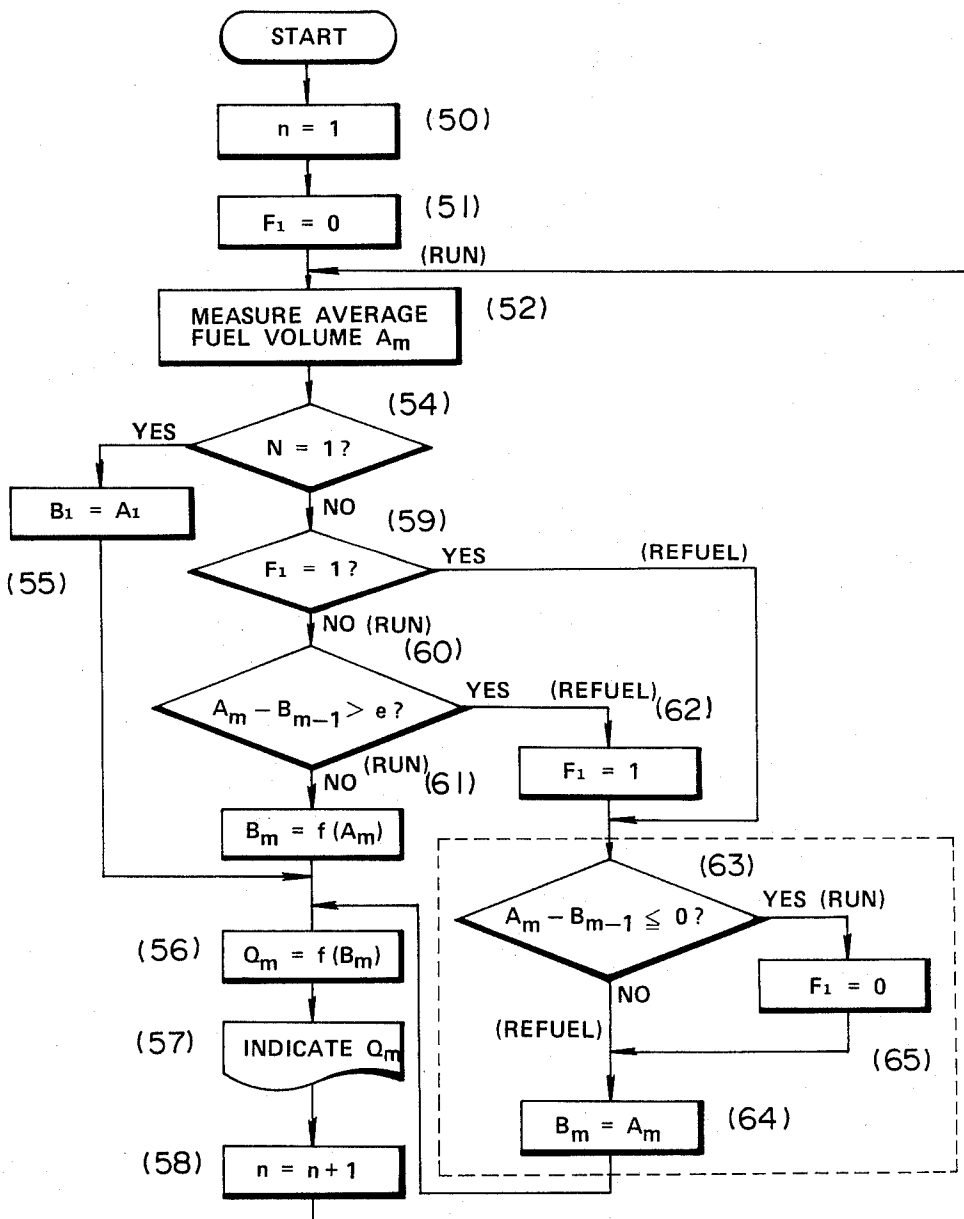 START
n = 1
(50)
F₁ = 0
(51)
(RUN)
MEASURE AVERAGE
FUEL VOLUME Aₘ
(52)
(54)
YES
N = 1?
NO
B₁ = A₁
(55)
(59)
F₁ = 1?
YES
(REFUEL)
NO (RUN)
(60)
Aₘ – Bₘ₋₁ > e?
YES
(REFUEL)
(62)
NO
(RUN)
(61)
F₁ = 1
Bₘ = f (Aₘ)
(63)
Aₘ – Bₘ₋₁ ≦ 0?
YES (RUN)
NO
F₁ = 0
(65)
(REFUEL)
Bₘ = Aₘ
(64)
(56)
Qₘ = f (Bₘ)
(57)
INDICATE Qₘ
(58)
n = n+1